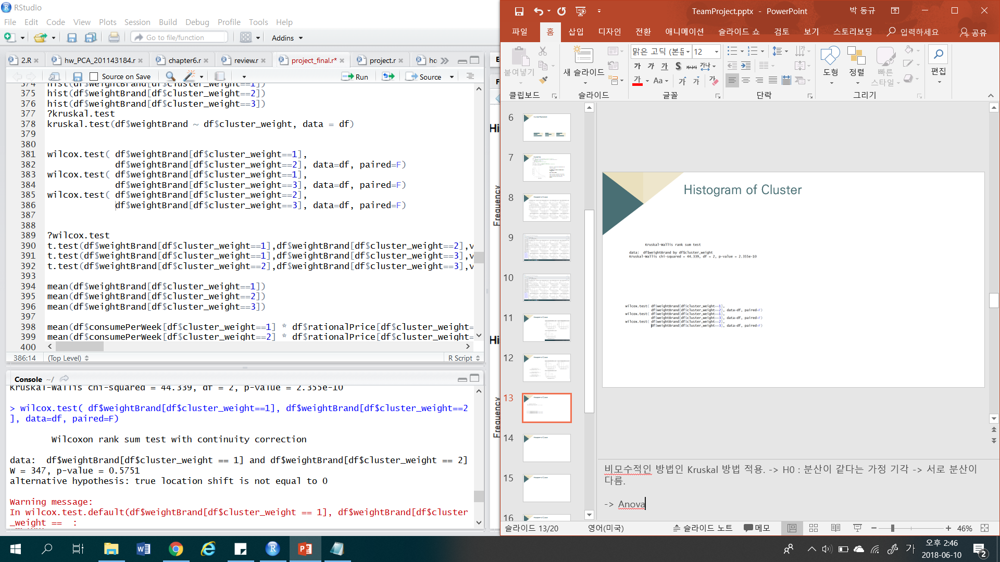 RStudio
File Edit Code View Plots Session Build Debug Profile Tools Help
Go to file/function
Addins
2.R
hw_PCA_201143184.r
chapter6.r
review.r
project_final.r*
project.r
Source on Save
Run
Source
374 hist(df$weightBrand[df$cluster_weight==1])
375 hist(df$weightBrand[df$cluster_weight==2])
376 hist(df$weightBrand[df$cluster_weight==3])
377 ?kruskal.test
378 kruskal.test(df$weightBrand ~ df$cluster_weight, data = df)
379
380
381 wilcox.test( df$weightBrand[df$cluster_weight==1],
382 df$weightBrand[df$cluster_weight==2], data=df, paired=F)
383 wilcox.test( df$weightBrand[df$cluster_weight==1],
384 df$weightBrand[df$cluster_weight==3], data=df, paired=F)
385 wilcox.test( df$weightBrand[df$cluster_weight==2],
386 df$weightBrand[df$cluster_weight==3], data=df, paired=F)
387
388
389 ?wilcox.test
390 t.test(df$weightBrand[df$cluster_weight==1],df$weightBrand[df$cluster_weight==2],v
391 t.test(df$weightBrand[df$cluster_weight==1],df$weightBrand[df$cluster_weight==3],v
392 t.test(df$weightBrand[df$cluster_weight==2],df$weightBrand[df$cluster_weight==3],v
393
394 mean(df$weightBrand[df$cluster_weight==1])
395 mean(df$weightBrand[df$cluster_weight==2])
396 mean(df$weightBrand[df$cluster_weight==3])
397
398 mean(df$consumePerWeek[df$cluster_weight==1] * df$rationalPrice[df$cluster_weight=
399 mean(df$consumePerWeek[df$cluster_weight==2] * df$rationalPrice[df$cluster_weight=
400
386:14 (Top Level) R Script
Console ~/
Kruskal-Wallis chi-squared = 44.339, df = 2, p-value = 2.355e-10
> wilcox.test( df$weightBrand[df$cluster_weight==1], df$weightBrand[df$cluster_weight==2
], data=df, paired=F)
Wilcoxon rank sum test with continuity correction
data: df$weightBrand[df$cluster_weight == 1] and df$weightBrand[df$cluster_weight == 2]
W = 347, p-value = 0.5751
alternative hypothesis: true location shift is not equal to 0
Warning message:
In wilcox.test.default(df$weightBrand[df$cluster_weight == 1], df$weightBrand[df$cluster
_weight == :
Hi
Frequency
Hi
Frequency
TeamProject.pptx - PowerPoint
박 동규
파일 홈 삽입 디자인 전환 애니메이션 슬라이드 쇼 검토 보기 스토리보딩 입력하세요 공유
붙여넣기
새 슬라이드
맑은 고딕 (본문
12
가 가 가 S 간나
가 Aa 가 가
도형
정렬
빠른
스타일
편집
클립보드 슬라이드 글꼴 단락 그리기
6
7
8
9
10
11
12
13
14
15
16
Histogram of Cluster
Kruskal-Wallis rank sum test
data: df$weightBrand by df$cluster_weight
Kruskal-Wallis chi-squared = 44.339, df = 2, p-value = 2.355e-10
wilcox.test( df$weightBrand[df$cluster_weight==1],
df$weightBrand[df$cluster_weight==2], data=df, paired=F)
wilcox.test( df$weightBrand[df$cluster_weight==1],
df$weightBrand[df$cluster_weight==3], data=df, paired=F)
wilcox.test( df$weightBrand[df$cluster_weight==2],
df$weightBrand[df$cluster_weight==3], data=df, paired=F)
비모수적인 방법인 Kruskal 방법 적용. -> H0 : 분산이 같다는 가정 기각 -> 서로 분산이
다름.
-> Anova
슬라이드 13/20 영어(미국) 슬라이드 노트 메모 46%
가
오후 2:46
2018-06-10
2